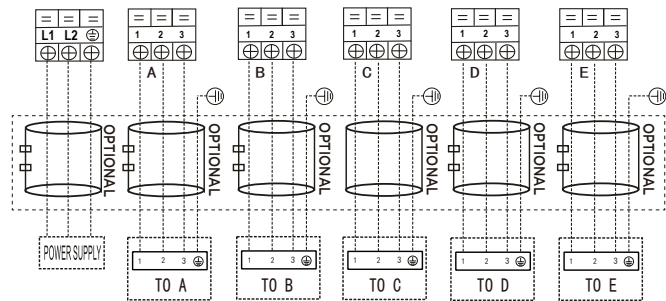 L1 L2
1 2 3
1 2 3
1 2 3
1 2 3
1 2 3
A
B
C
D
E
OPTIONAL
OPTIONAL
OPTIONAL
OPTIONAL
OPTIONAL
OPTIONAL
POWER SUPPLY
1 2 3
TO A
1 2 3
TO B
1 2 3
TO C
1 2 3
TO D
1 2 3
TO E